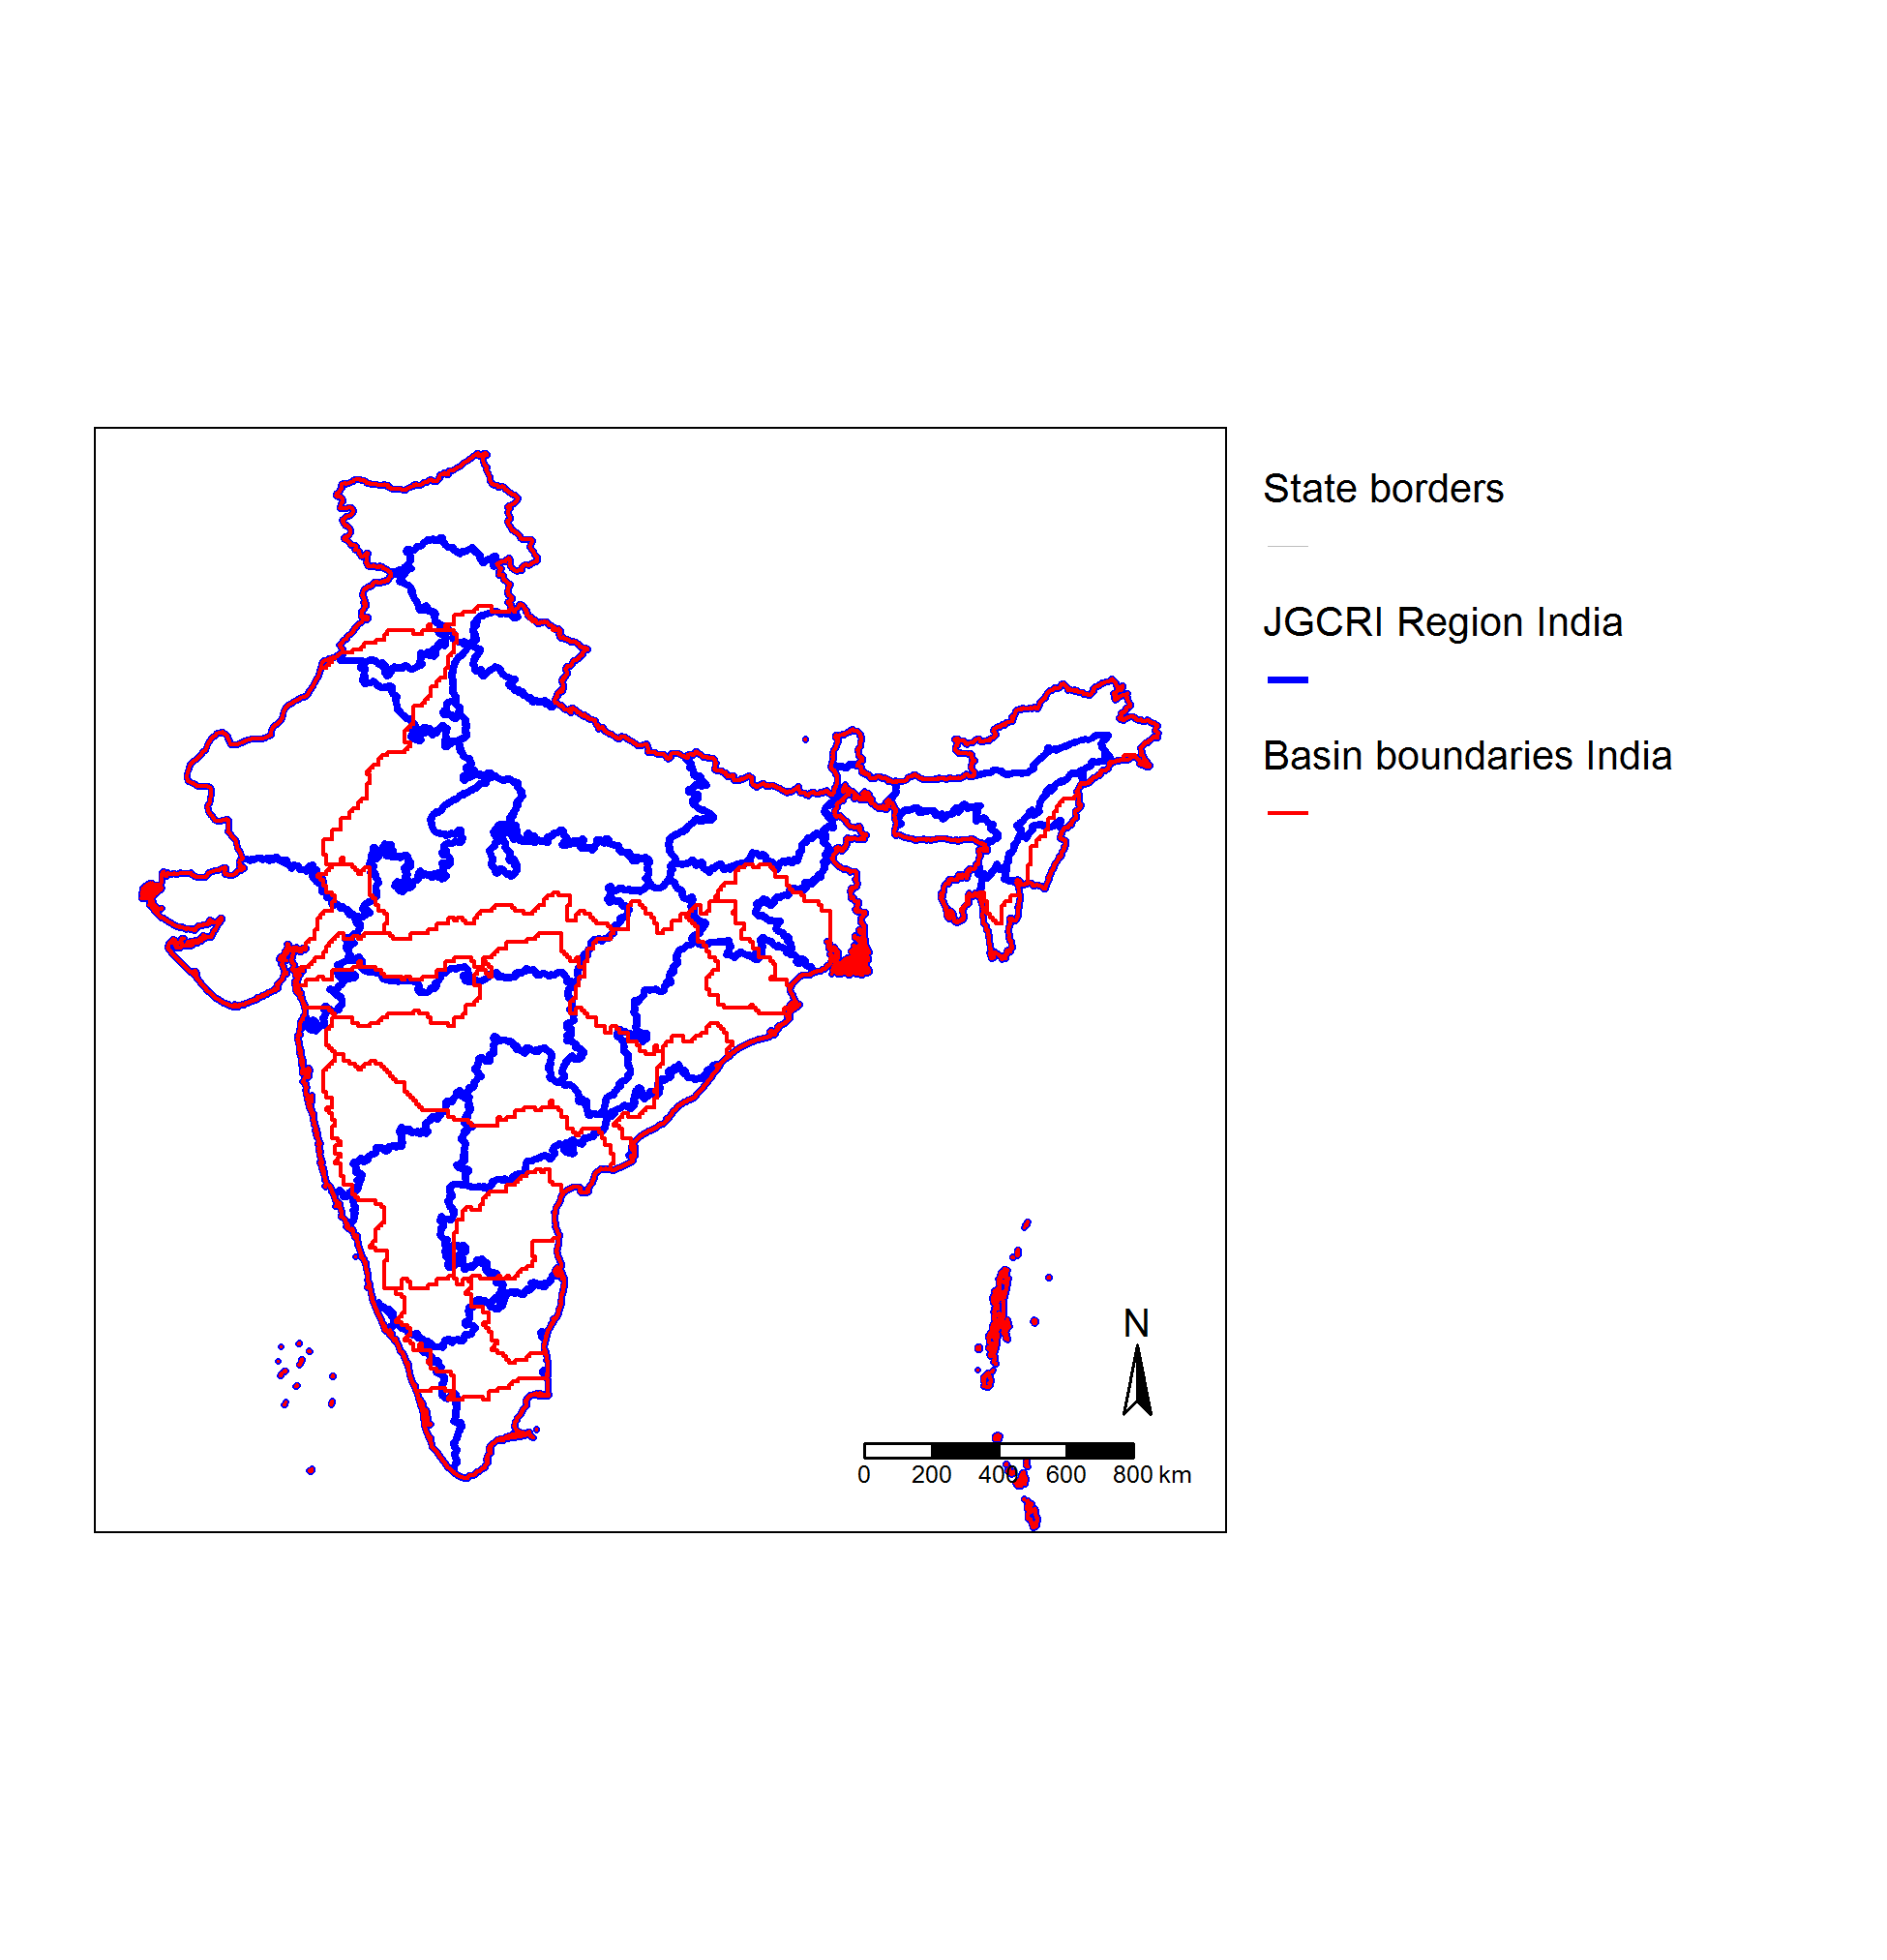 State borders
JGCRI Region India
Basin boundaries India
N
0 200 400 600 800 km